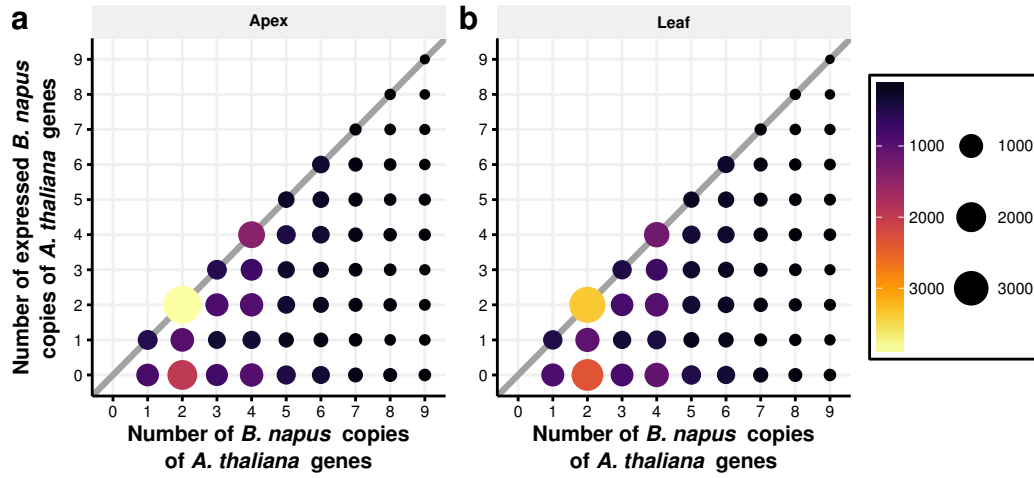 a
Apex
b
Leaf
Number of expressed B. napus
copies of A. thaliana genes
9
8
7
6
5
4
3
2
1
0
0 1 2 3 4 5 6 7 8 9
Number of B. napus copies
of A. thaliana genes
9
8
7
6
5
4
3
2
1
0
0 1 2 3 4 5 6 7 8 9
Number of B. napus copies
of A. thaliana genes
1000
2000
3000
1000
2000
3000